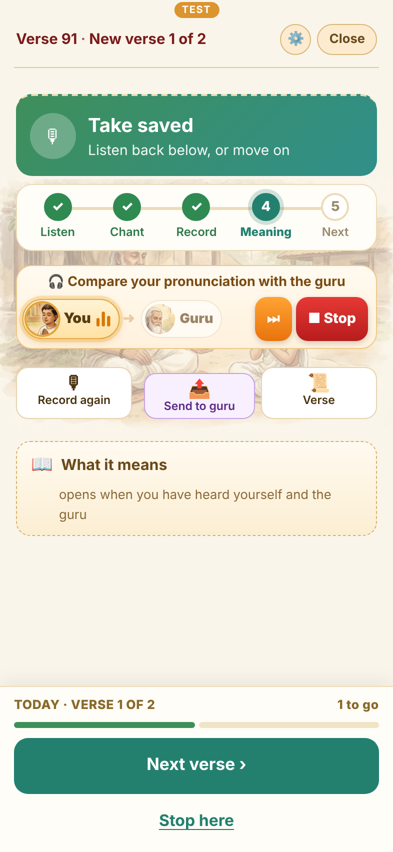 TEST
Verse 91 · New verse 1 of 2
Close
Take saved
Listen back below, or move on
4
5
Listen
Chant
Record
Meaning
Next
Compare your pronunciation with the guru
You
Guru
Stop
Record again
Send to guru
Verse
What it means
opens when you have heard yourself and the
guru
TODAY · VERSE 1 OF 2
1 to go
Next verse ›
Stop here